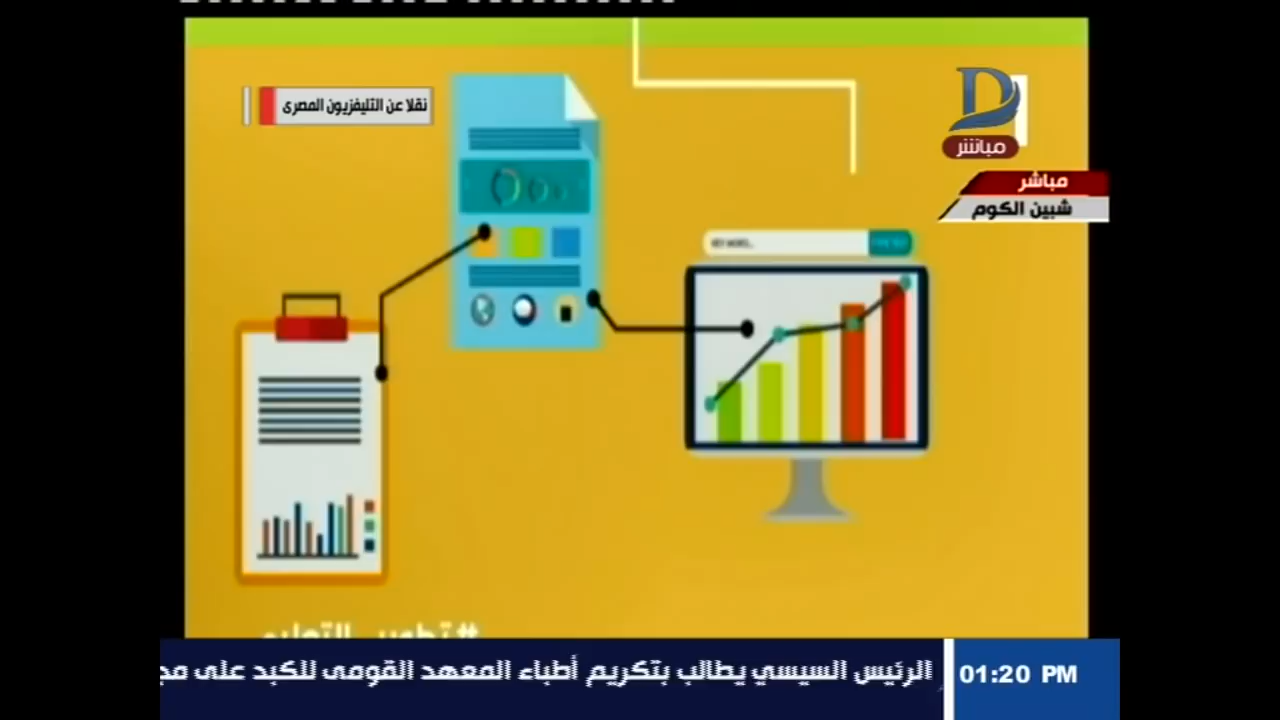 نقلا عن التليفزيون المصرى
مباشر
مباشر
شبين الكوم
#تطوير_التعليم
الرئيس السيسي يطالب بتكريم أطباء المعهد القومى للكبد على
01:20 PM